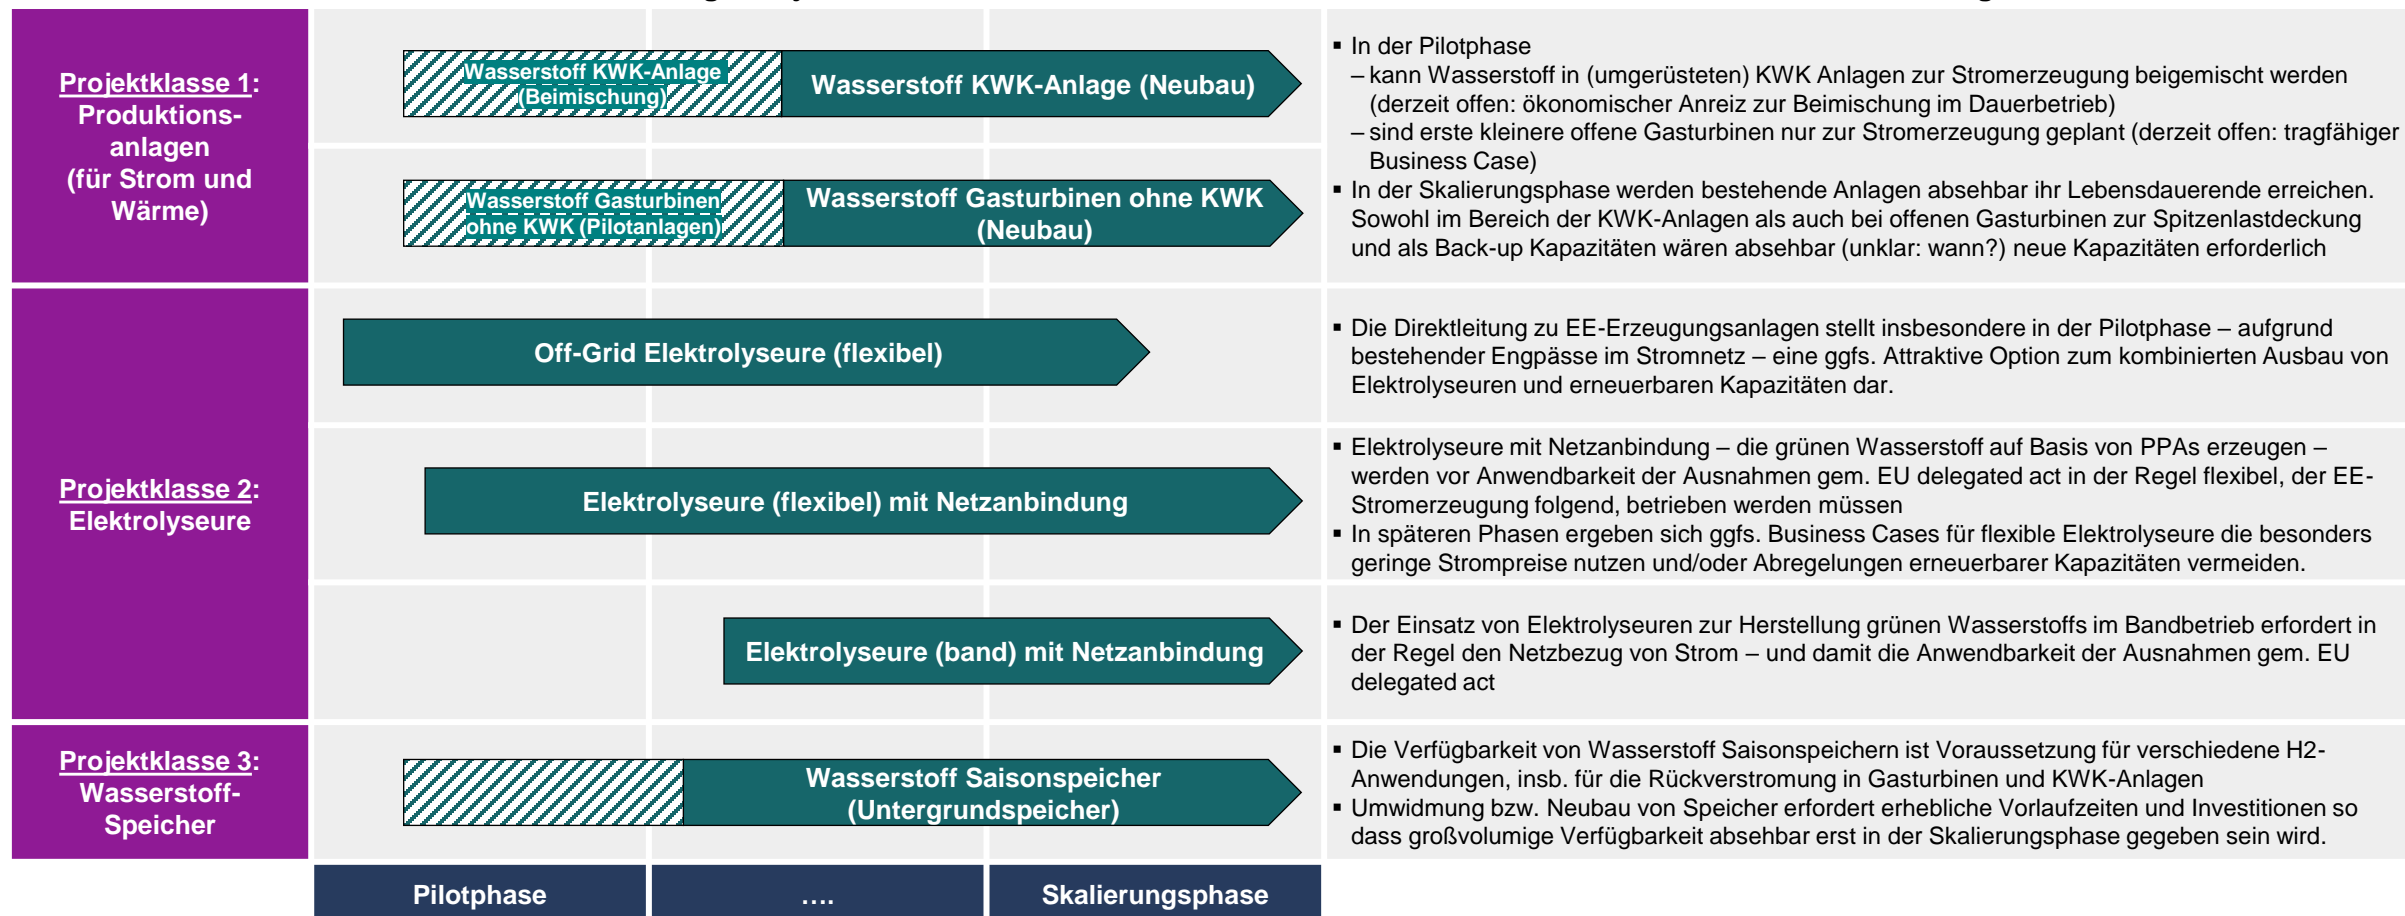 Projektklasse 1:
Produktions-
anlagen
(für Strom und
Wärme)
Wasserstoff KWK-Anlage
(Beimischung)
Wasserstoff KWK-Anlage (Neubau)
Wasserstoff Gasturbinen
ohne KWK (Pilotanlagen)
Wasserstoff Gasturbinen ohne KWK
(Neubau)
▪ In der Pilotphase
– kann Wasserstoff in (umgerüsteten) KWK Anlagen zur Stromerzeugung beigemischt werden
(derzeit offen: ökonomischer Anreiz zur Beimischung im Dauerbetrieb)
– sind erste kleinere offene Gasturbinen nur zur Stromerzeugung geplant (derzeit offen: tragfähiger
Business Case)
▪ In der Skalierungsphase werden bestehende Anlagen absehbar ihr Lebensdauerende erreichen.
Sowohl im Bereich der KWK-Anlagen als auch bei offenen Gasturbinen zur Spitzenlastdeckung
und als Back-up Kapazitäten wären absehbar (unklar: wann?) neue Kapazitäten erforderlich
Projektklasse 2:
Elektrolyseure
Off-Grid Elektrolyseure (flexibel)
▪ Die Direktleitung zu EE-Erzeugungsanlagen stellt insbesondere in der Pilotphase – aufgrund
bestehender Engpässe im Stromnetz – eine ggfs. Attraktive Option zum kombinierten Ausbau von
Elektrolyseuren und erneuerbaren Kapazitäten dar.
Elektrolyseure (flexibel) mit Netzanbindung
▪ Elektrolyseure mit Netzanbindung – die grünen Wasserstoff auf Basis von PPAs erzeugen –
werden vor Anwendbarkeit der Ausnahmen gem. EU delegated act in der Regel flexibel, der EE-
Stromerzeugung folgend, betrieben werden müssen
▪ In späteren Phasen ergeben sich ggfs. Business Cases für flexible Elektrolyseure die besonders
geringe Strompreise nutzen und/oder Abregelungen erneuerbarer Kapazitäten vermeiden.
Elektrolyseure (band) mit Netzanbindung
▪ Der Einsatz von Elektrolyseuren zur Herstellung grünen Wasserstoffs im Bandbetrieb erfordert in
der Regel den Netzbezug von Strom – und damit die Anwendbarkeit der Ausnahmen gem. EU
delegated act
Projektklasse 3:
Wasserstoff-
Speicher
Wasserstoff Saisonspeicher
(Untergrundspeicher)
▪ Die Verfügbarkeit von Wasserstoff Saisonspeichern ist Voraussetzung für verschiedene H2-
Anwendungen, insb. für die Rückverstromung in Gasturbinen und KWK-Anlagen
▪ Umwidmung bzw. Neubau von Speicher erfordert erhebliche Vorlaufzeiten und Investitionen so
dass großvolumige Verfügbarkeit absehbar erst in der Skalierungsphase gegeben sein wird.
Pilotphase
....
Skalierungsphase